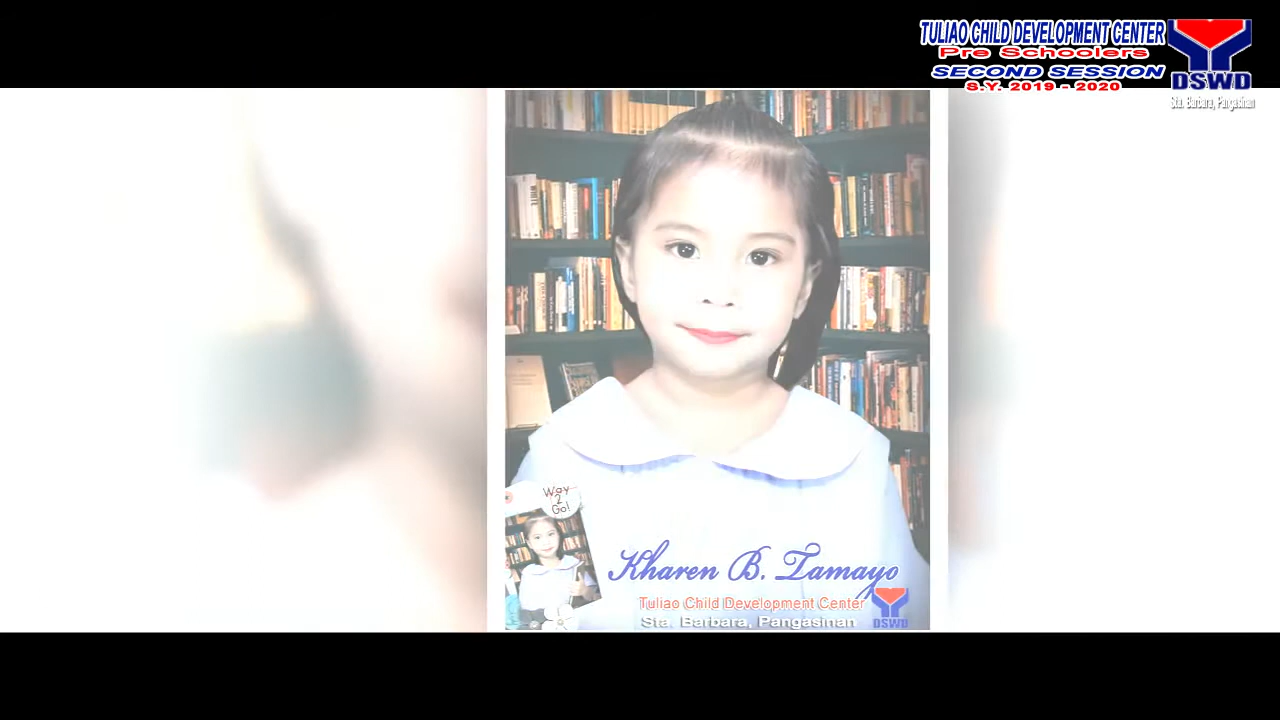 TULIAO CHILD DEVELOPMENT CENTER
Pre Schoolers
SECOND SESSION
S.Y. 2019 - 2020
DSWD
Sta. Barbara, Pangasinan
Way
2
Go!
Kharen B. Tamayo
Tuliao Child Development Center
Sta. Barbara, Pangasinan
DSWD